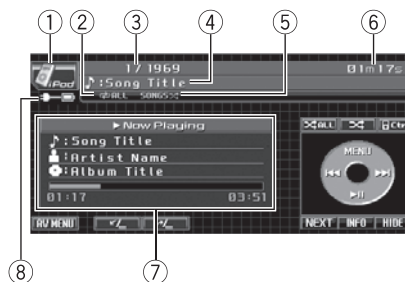 ① ② ③ ④ ⑤ ⑥
iPod
1/1969
01m17s
♪:Song Title
ALL SONGS
►Now Playing
♪:Song Title
:Artist Name
:Album Title
01:17 03:51
ALL
Ctrl
MENU
AV MENU
NEXT INFO HIDE
⑧ ⑦